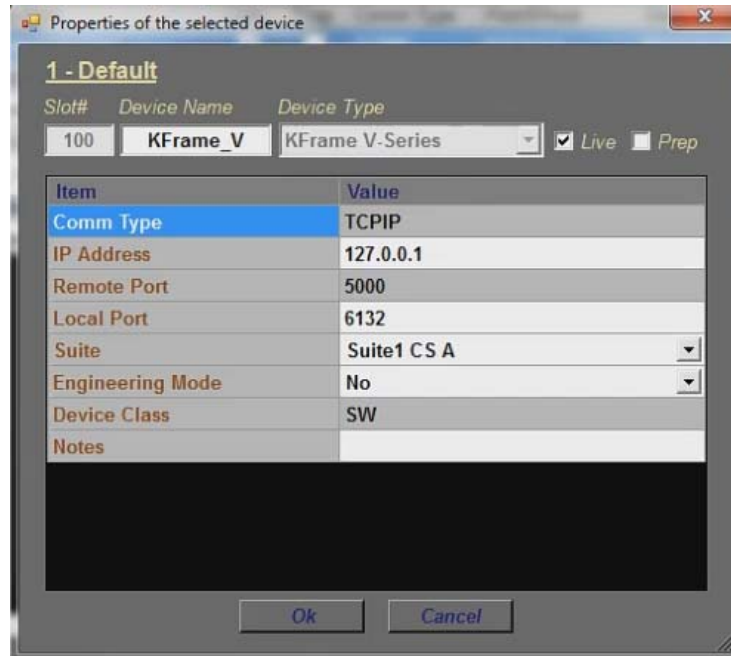 Properties of the selected device
1 - Default
Slot# Device Name Device Type
100 KFrame_V KFrame V-Series Live Prep
Item Value
Comm Type TCPIP
IP Address 127.0.0.1
Remote Port 5000
Local Port 6132
Suite Suite1 CS A
Engineering Mode No
Device Class SW
Notes
Ok Cancel